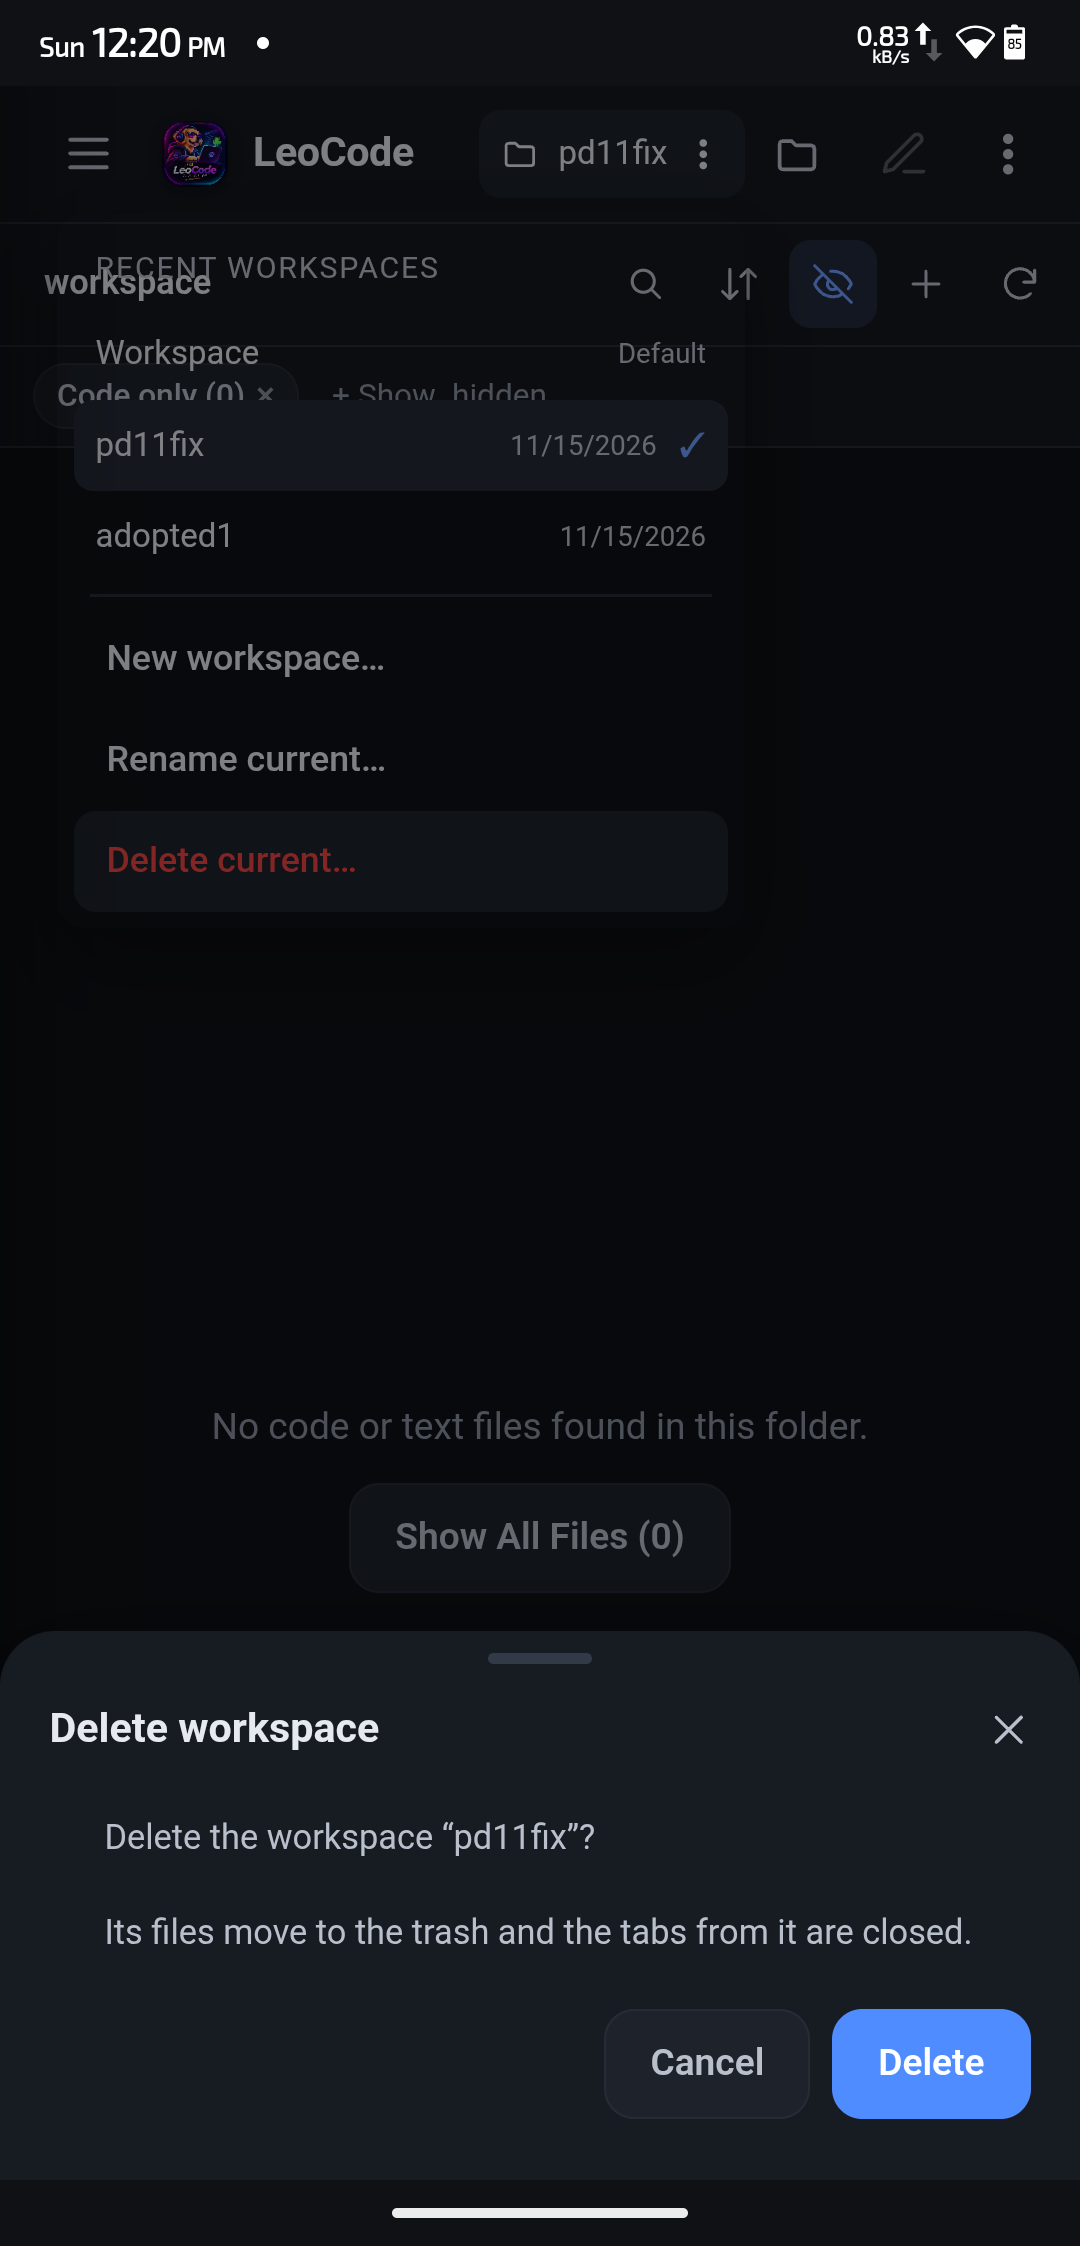 Sun 12:20 PM
0.83
kB/s
85
LeoCode
LeoCode
pd11fix
RECENT WORKSPACES
workspace
Workspace
Default
Code only (0) ×
+ Show hidden
pd11fix
11/15/2026 ✓
adopted1
11/15/2026
New workspace…
Rename current…
Delete current…
No code or text files found in this folder.
Show All Files (0)
Delete workspace
Delete the workspace “pd11fix”?
Its files move to the trash and the tabs from it are closed.
Cancel
Delete